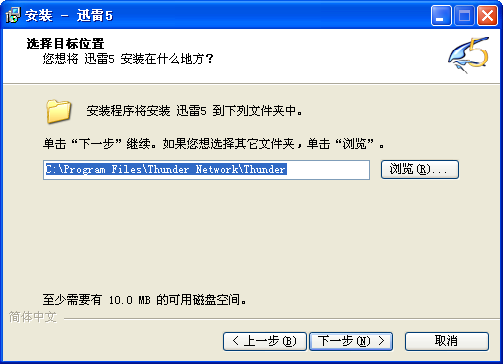 安装 - 迅雷5
选择目标位置
您想将 迅雷5 安装在什么地方？
安装程序将安装 迅雷5 到下列文件夹中。
单击“下一步”继续。如果您想选择其它文件夹，单击“浏览”。
C:\Program Files\Thunder Network\Thunder
浏览(R)...
至少需要有 10.0 MB 的可用磁盘空间。
简体中文
< 上一步(B)
下一步(N) >
取消